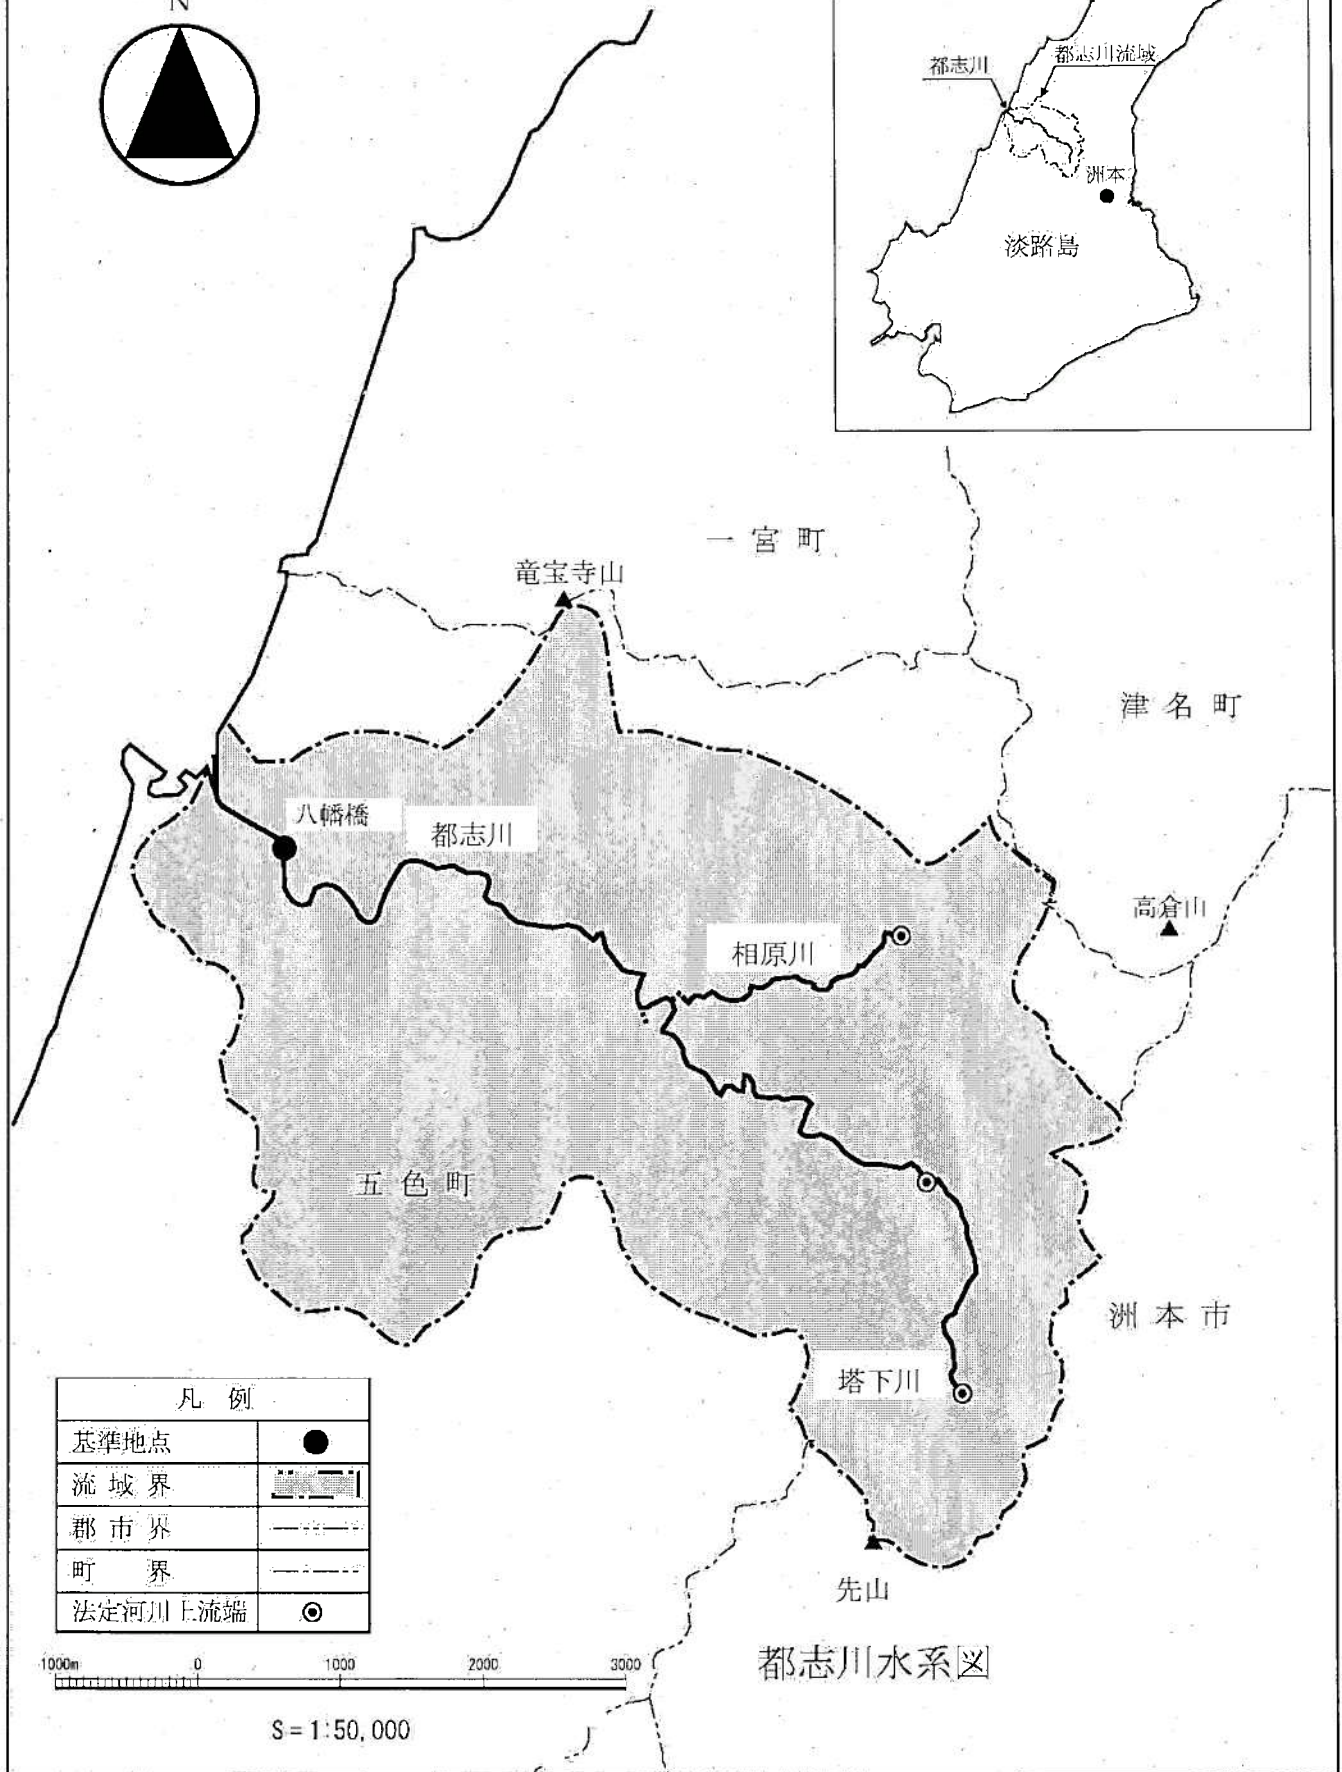 N
都志川
都志川流域
洲本
淡路島
一宮町
竜宝寺山
津名町
八幡橋
都志川
高倉山
相原川
五色町
洲本市
塔下川
凡例
基準地点
流域界
郡市界
町界
法定河川上流端
先山
都志川水系図
1000m 0 1000 2000 3000
S=1:50,000